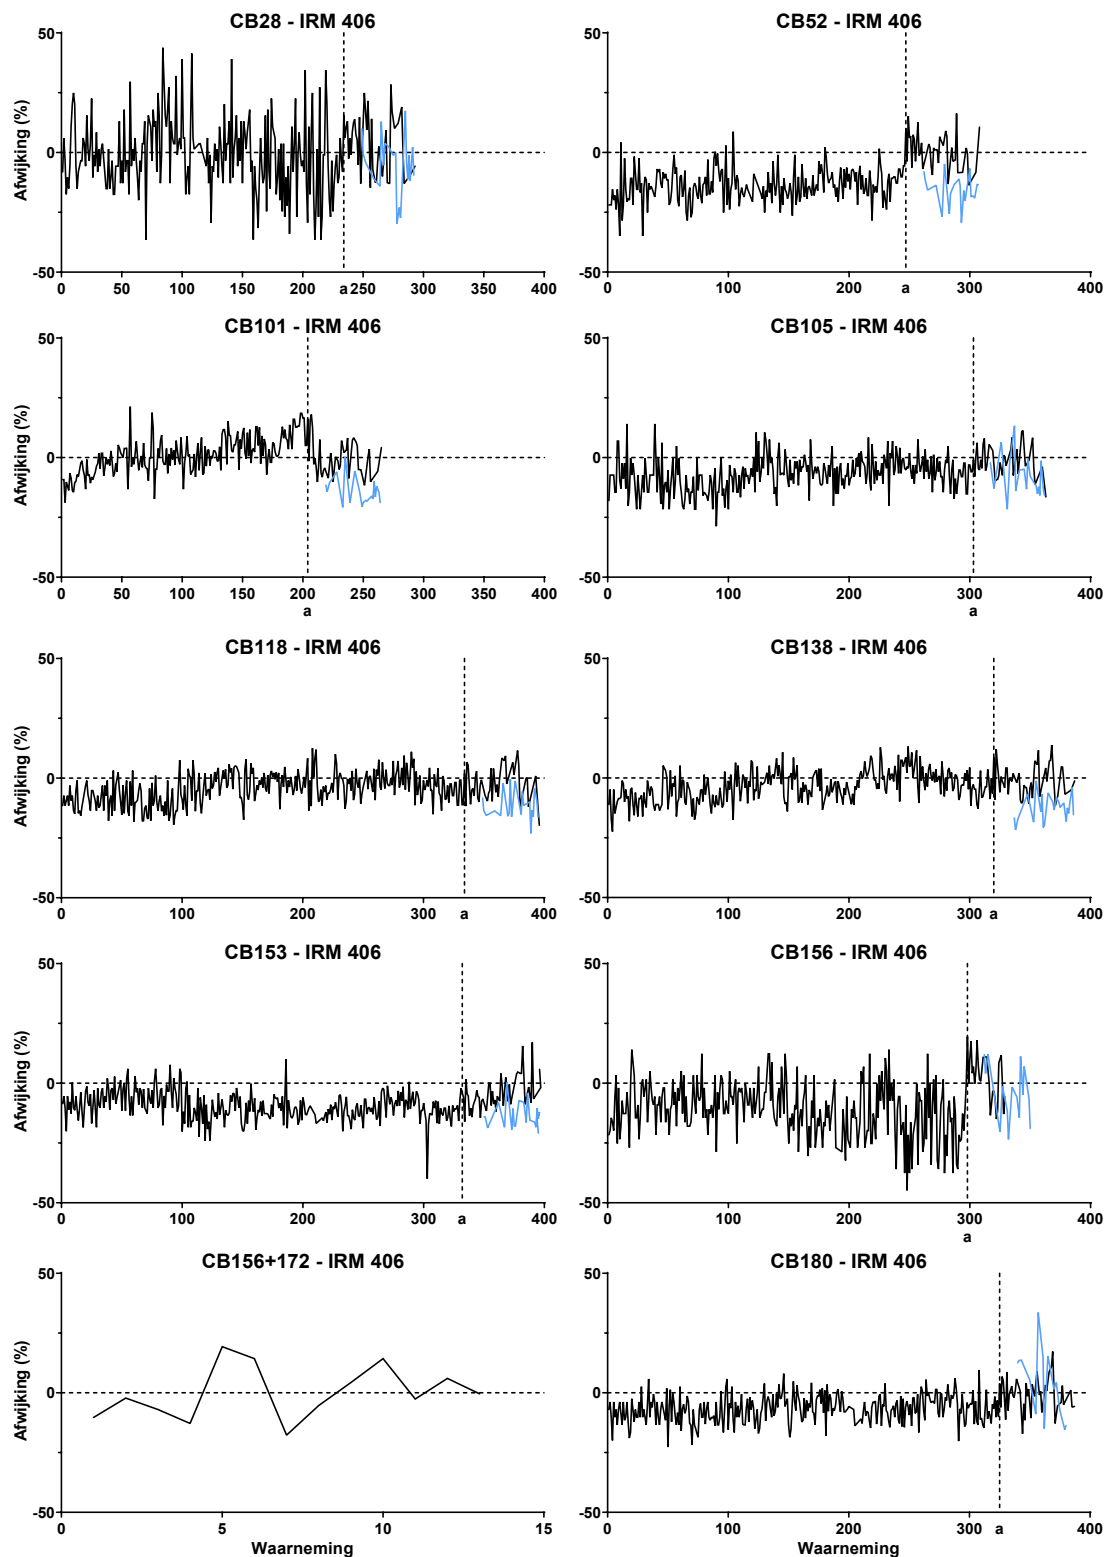 CB28 - IRM 406
CB52 - IRM 406
Afwijking (%)
50
0
-50
0 50 100 150 200 a 250 300 350 400
50
0
-50
0 100 200 a 300 400
CB101 - IRM 406
CB105 - IRM 406
Afwijking (%)
50
0
-50
0 50 100 150 200 250 300 350 400
a
50
0
-50
0 100 200 300 400
a
CB118 - IRM 406
CB138 - IRM 406
Afwijking (%)
50
0
-50
0 100 200 300 a 400
50
0
-50
0 100 200 300 a 400
CB153 - IRM 406
CB156 - IRM 406
Afwijking (%)
50
0
-50
0 100 200 300 a 400
50
0
-50
0 100 200 300 400
a
CB156+172 - IRM 406
CB180 - IRM 406
Afwijking (%)
50
0
-50
0 5 10 15
Waarneming
50
0
-50
0 100 200 300 a 400
Waarneming